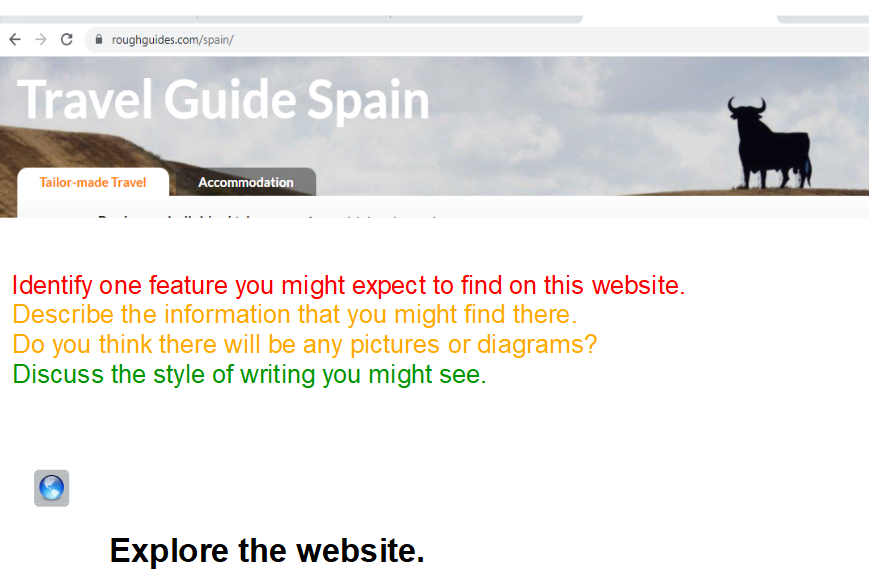 roughguides.com/spain/
Travel Guide Spain
Tailor-made Travel Accommodation
Identify one feature you might expect to find on this website.
Describe the information that you might find there.
Do you think there will be any pictures or diagrams?
Discuss the style of writing you might see.
Explore the website.